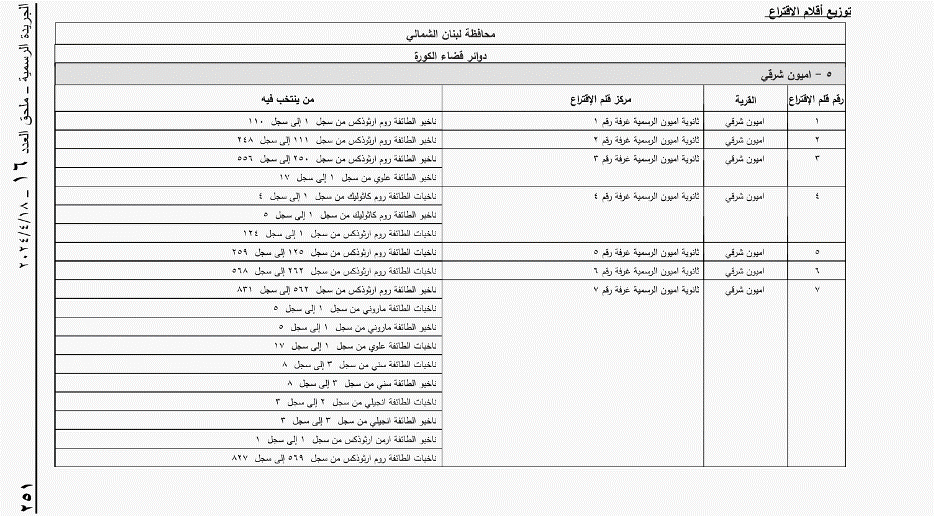 الجريدة الرسمية – ملحق العدد ١٦ – ٢٠٢٤/٤/١٨
توزيع أقلام الإقتراع
محافظة لبنان الشمالي
دوائر قضاء الكورة
٥ - اميون شرقي
رقم قلم الإقتراع القرية مركز قلم الإقتراع من ينتخب فيه
١ اميون شرقي ثانوية اميون الرسمية غرفة رقم ١ ناخبو الطائفة روم ارثوذكس من سجل ١ إلى سجل ١١٠
٢ اميون شرقي ثانوية اميون الرسمية غرفة رقم ٢ ناخبو الطائفة روم ارثوذكس من سجل ١١١ إلى سجل ٢٤٨
٣ اميون شرقي ثانوية اميون الرسمية غرفة رقم ٣ ناخبو الطائفة روم ارثوذكس من سجل ٢٥٠ إلى سجل ٥٥٦
ناخبو الطائفة علوي من سجل ١ إلى سجل ١٧
٤ اميون شرقي ثانوية اميون الرسمية غرفة رقم ٤ ناخبات الطائفة روم كاثوليك من سجل ١ إلى سجل ٤
ناخبو الطائفة روم كاثوليك من سجل ١ إلى سجل ٥
ناخبات الطائفة روم ارثوذكس من سجل ١ إلى سجل ١٢٤
٥ اميون شرقي ثانوية اميون الرسمية غرفة رقم ٥ ناخبات الطائفة روم ارثوذكس من سجل ١٢٥ إلى سجل ٢٥٩
٦ اميون شرقي ثانوية اميون الرسمية غرفة رقم ٦ ناخبات الطائفة روم ارثوذكس من سجل ٢٦٢ إلى سجل ٥٦٨
٧ اميون شرقي ثانوية اميون الرسمية غرفة رقم ٧ ناخبو الطائفة روم ارثوذكس من سجل ٥٦٢ إلى سجل ٨٣١
ناخبات الطائفة ماروني من سجل ١ إلى سجل ٥
ناخبو الطائفة ماروني من سجل ١ إلى سجل ٥
ناخبات الطائفة علوي من سجل ١ إلى سجل ١٧
ناخبات الطائفة سني من سجل ٣ إلى سجل ٨
ناخبو الطائفة سني من سجل ٣ إلى سجل ٨
ناخبات الطائفة انجيلي من سجل ٢ إلى سجل ٣
ناخبو الطائفة انجيلي من سجل ٣ إلى سجل ٣
ناخبو الطائفة ارمن ارثوذكس من سجل ١ إلى سجل ١
ناخبات الطائفة روم ارثوذكس من سجل ٥٦٩ إلى سجل ٨٢٧
٢٥١